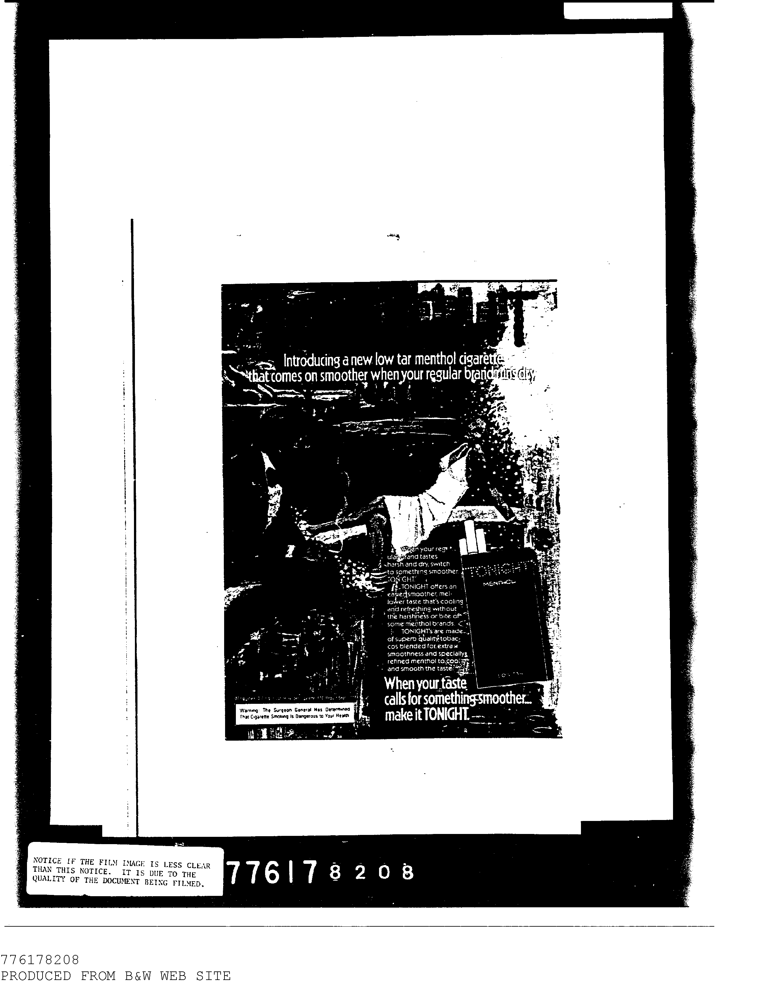 Introducing a new low tar menthol cigarette
that comes on smoother when your regular brand runs dry.
your reg
and tastes
harsh and dry, switch
to something smoother
TONIGHT
TONIGHT offers an
smoother, mel-
lower taste that's cooling
and refreshing without
the harshness or bite of
some menthol brands.
TONIGHT's are made
of superb quality tobac-
cos blended for extra
smoothness and specially
refined menthol to cool
and smooth the taste.
TONIGHT
MENTHOL
When your taste
calls for something smoother...
make it TONIGHT.
Warning: The Surgeon General Has Determined
That Cigarette Smoking Is Dangerous to Your Health
NOTICE IF THE FILM IMAGE IS LESS CLEAR
THAN THIS NOTICE. IT IS DUE TO THE
QUALITY OF THE DOCUMENT BEING FILMED.
776178208
776178208
PRODUCED FROM B&W WEB SITE